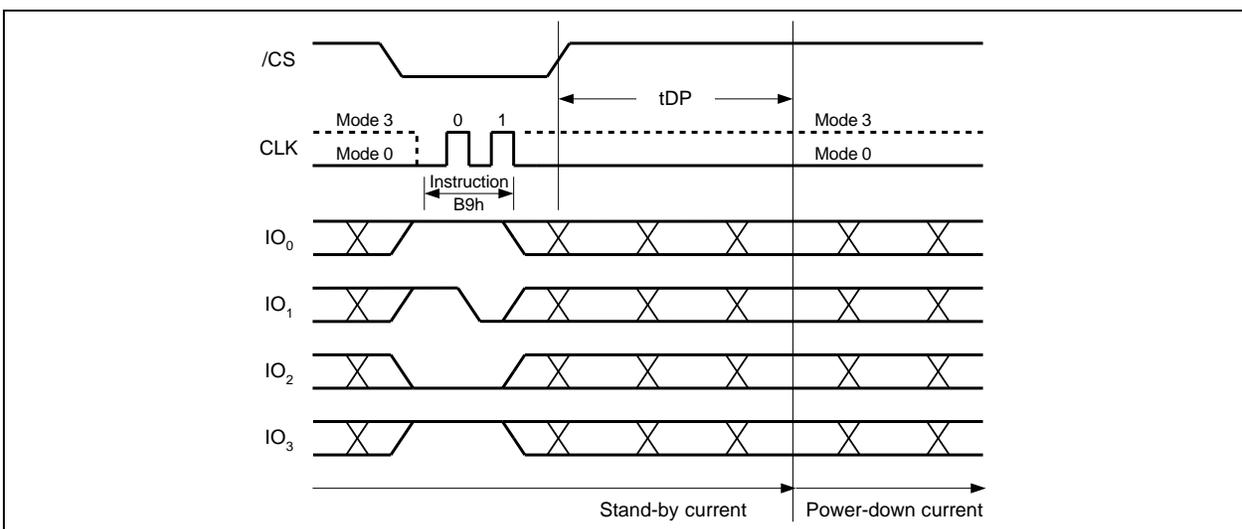 /CS
tDP
Mode 3 0 1 Mode 3
CLK Mode 0 Mode 0
Instruction
B9h
IO0
IO1
IO2
IO3
Stand-by current Power-down current